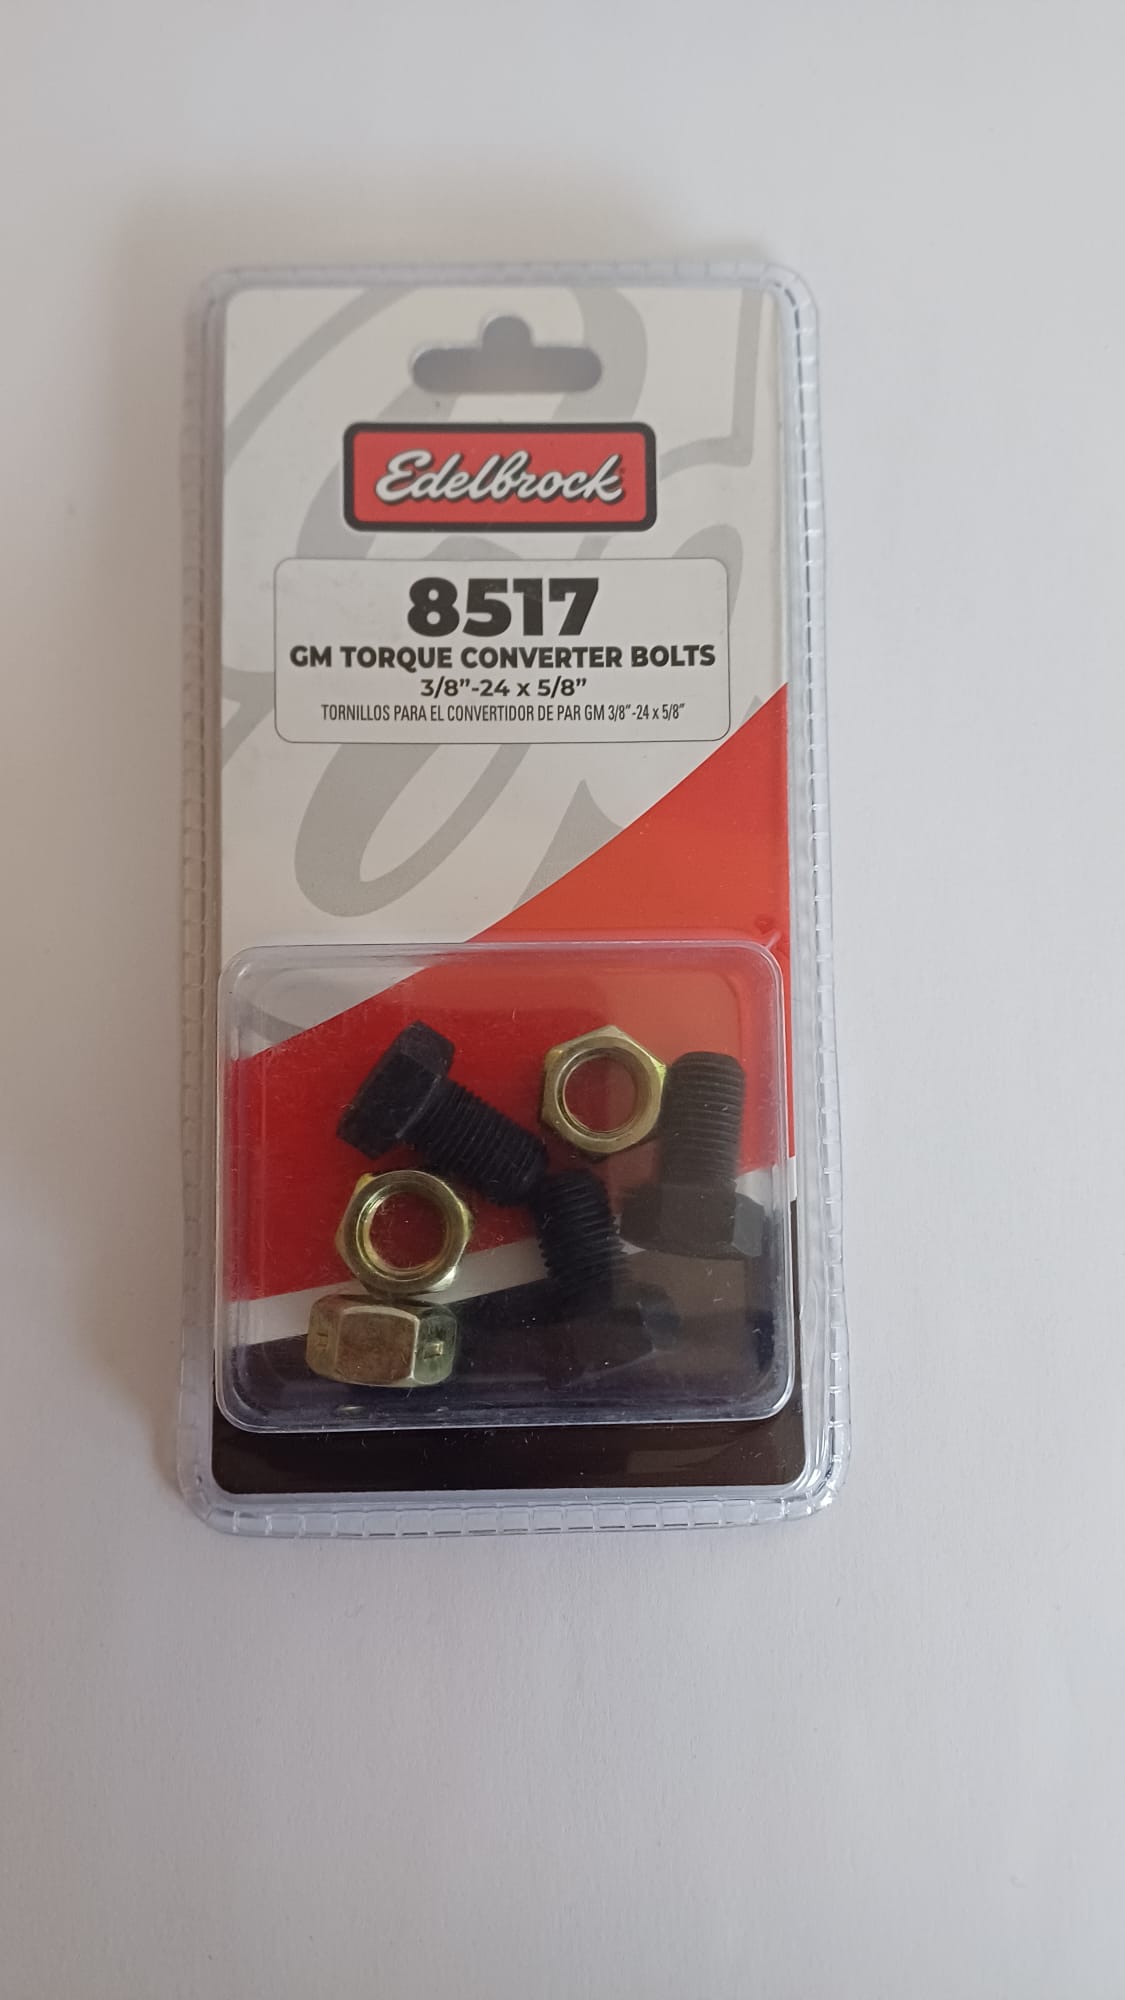 Edelbrock
8517
GM TORQUE CONVERTER BOLTS
3/8”-24 x 5/8”
TORNILLOS PARA EL CONVERTIDOR DE PAR GM 3/8”-24 x 5/8”